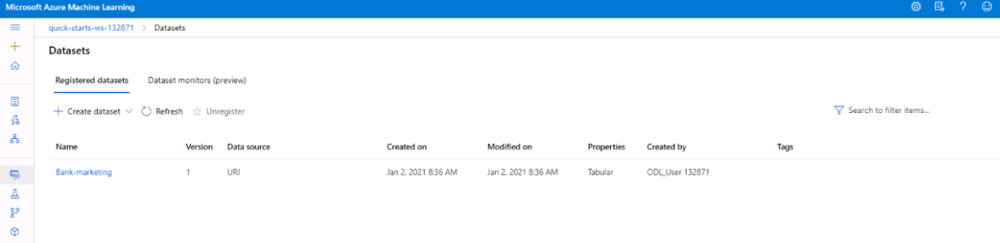 Microsoft Azure Machine Learning
quick-starts-ws-132871 > Datasets
Datasets
Registered datasets Dataset monitors (preview)
Create dataset Refresh Unregister Search to filter items...
Name Version Data source Created on Modified on Properties Created by Tags
Bank-marketing 1 URI Jan 2, 2021 8:36 AM Jan 2, 2021 8:36 AM Tabular ODL_User 132871